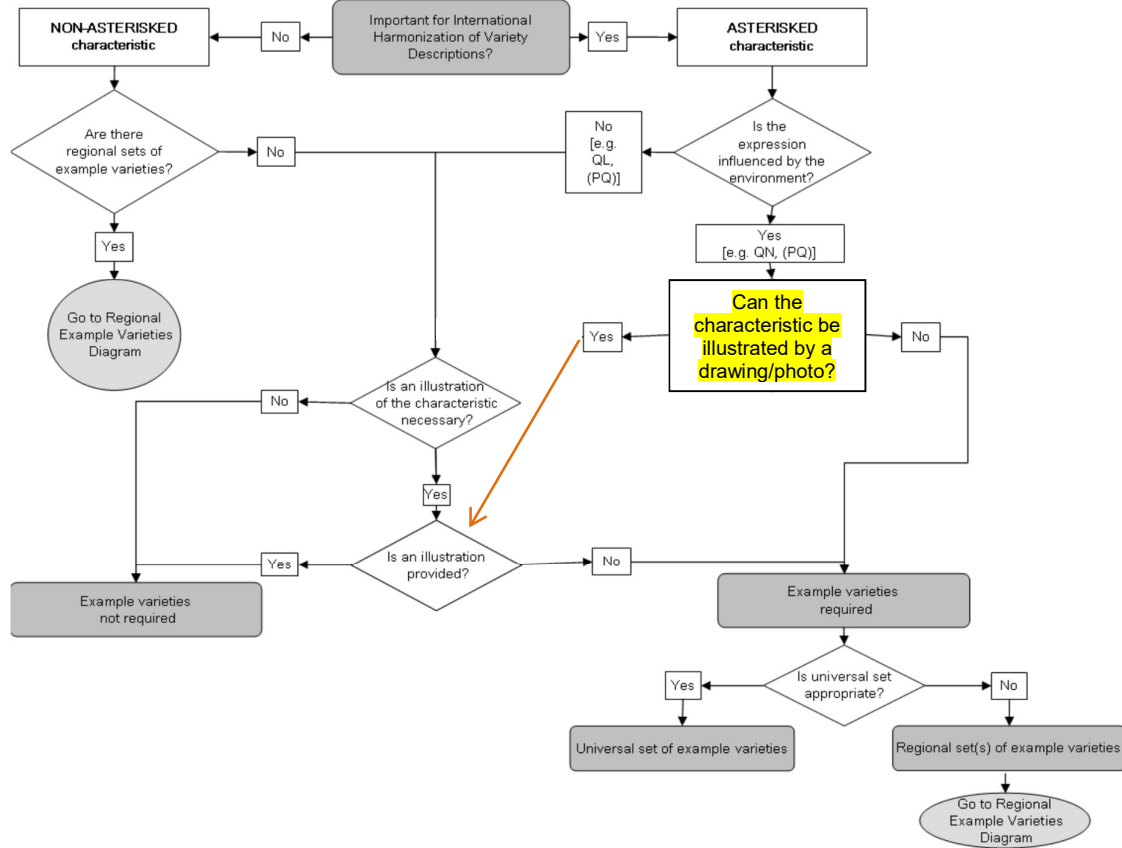 Important for International
Harmonization of Variety
Descriptions?
NON-ASTERISKED
characteristic
No
Yes
ASTERISKED
characteristic
Are there
regional sets of
example varieties?
No
No
[e.g.
QL,
(PQ)]
Is the
expression
influenced by the
environment?
Yes
Yes
[e.g. QN, (PQ)]
Go to Regional
Example Varieties
Diagram
Can the
characteristic be
illustrated by a
drawing/photo?
Yes
No
Is an illustration
of the characteristic
necessary?
No
Yes
Is an illustration
provided?
Yes
No
Example varieties
not required
Example varieties
required
Is universal set
appropriate?
Yes
No
Universal set of example varieties
Regional set(s) of example varieties
Go to Regional
Example Varieties
Diagram